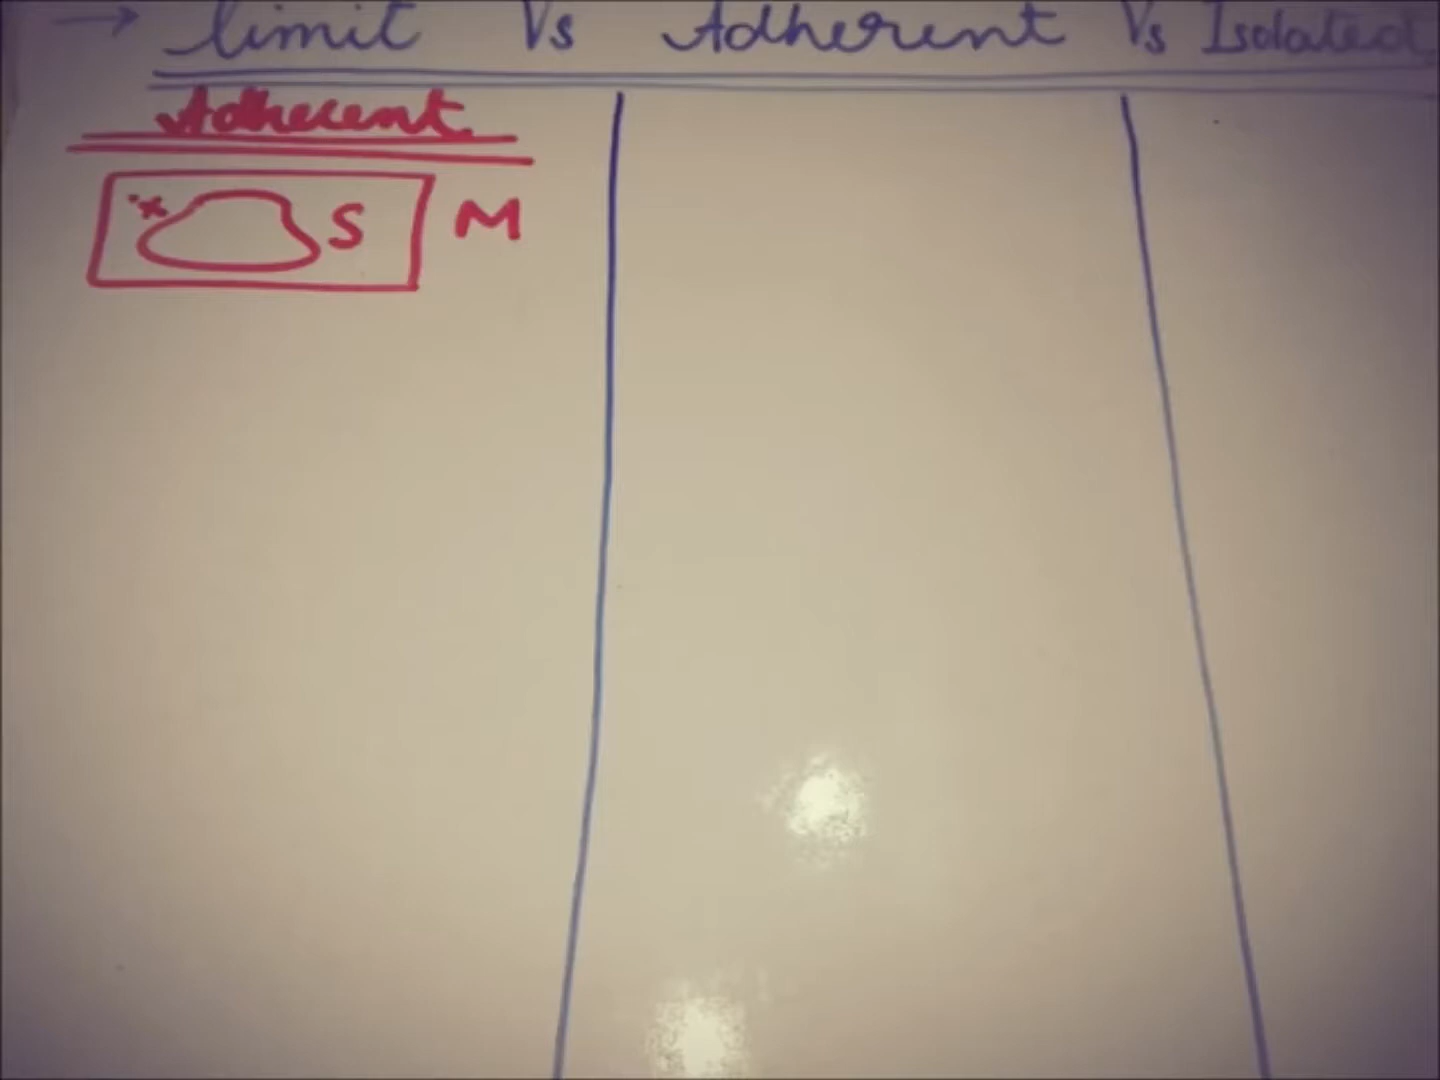 → limit Vs Adherent Vs Isolated
Adherent
x S M